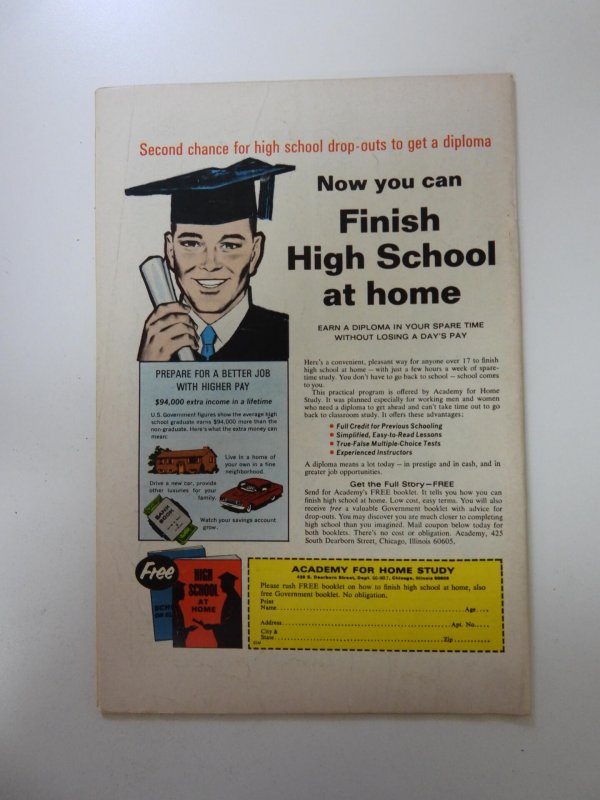 Second chance for high school drop-outs to get a diploma
Now you can
Finish
High School
at home
EARN A DIPLOMA IN YOUR SPARE TIME
WITHOUT LOSING A DAY'S PAY
PREPARE FOR A BETTER JOB
WITH HIGHER PAY
$94,000 extra income in a lifetime
U.S. Government figures show the average high
school graduate earns $94,000 more than the
non-graduate. Here's what the extra money can
mean:
Live in a home of
your own in a fine
neighborhood.
Drive a new car, provide
other luxuries for your
family.
BANK
BOOK
Watch your savings account
grow.
Here's a convenient, pleasant way for anyone over 17 to finish
high school at home — with just a few hours a week of spare-
time study. You don't have to go back to school — school comes
to you.
This practical program is offered by Academy for Home
Study. It was planned especially for working men and women
who need a diploma to get ahead and can't take time out to go
back to classroom study. It offers these advantages:
• Full Credit for Previous Schooling
• Simplified, Easy-to-Read Lessons
• True-False Multiple-Choice Tests
• Experienced Instructors
A diploma means a lot today — in prestige and in cash, and in
greater job opportunities.
Get the Full Story—FREE
Send for Academy's FREE booklet. It tells you how you can
finish high school at home. Low cost, easy terms. You will also
receive free a valuable Government booklet with advice for
drop-outs. You may discover you are much closer to completing
high school than you imagined. Mail coupon below today for
both booklets. There's no cost or obligation. Academy, 425
South Dearborn Street, Chicago, Illinois 60605.
Free
HIGH
SCHOOL
AT
HOME
ACADEMY FOR HOME STUDY
Chicago, Illinois 60605
Please rush FREE booklet on how to finish high school at home, also
free Government booklet. No obligation.
Print
Name Age
Address Apt. No.
City &
State Zip